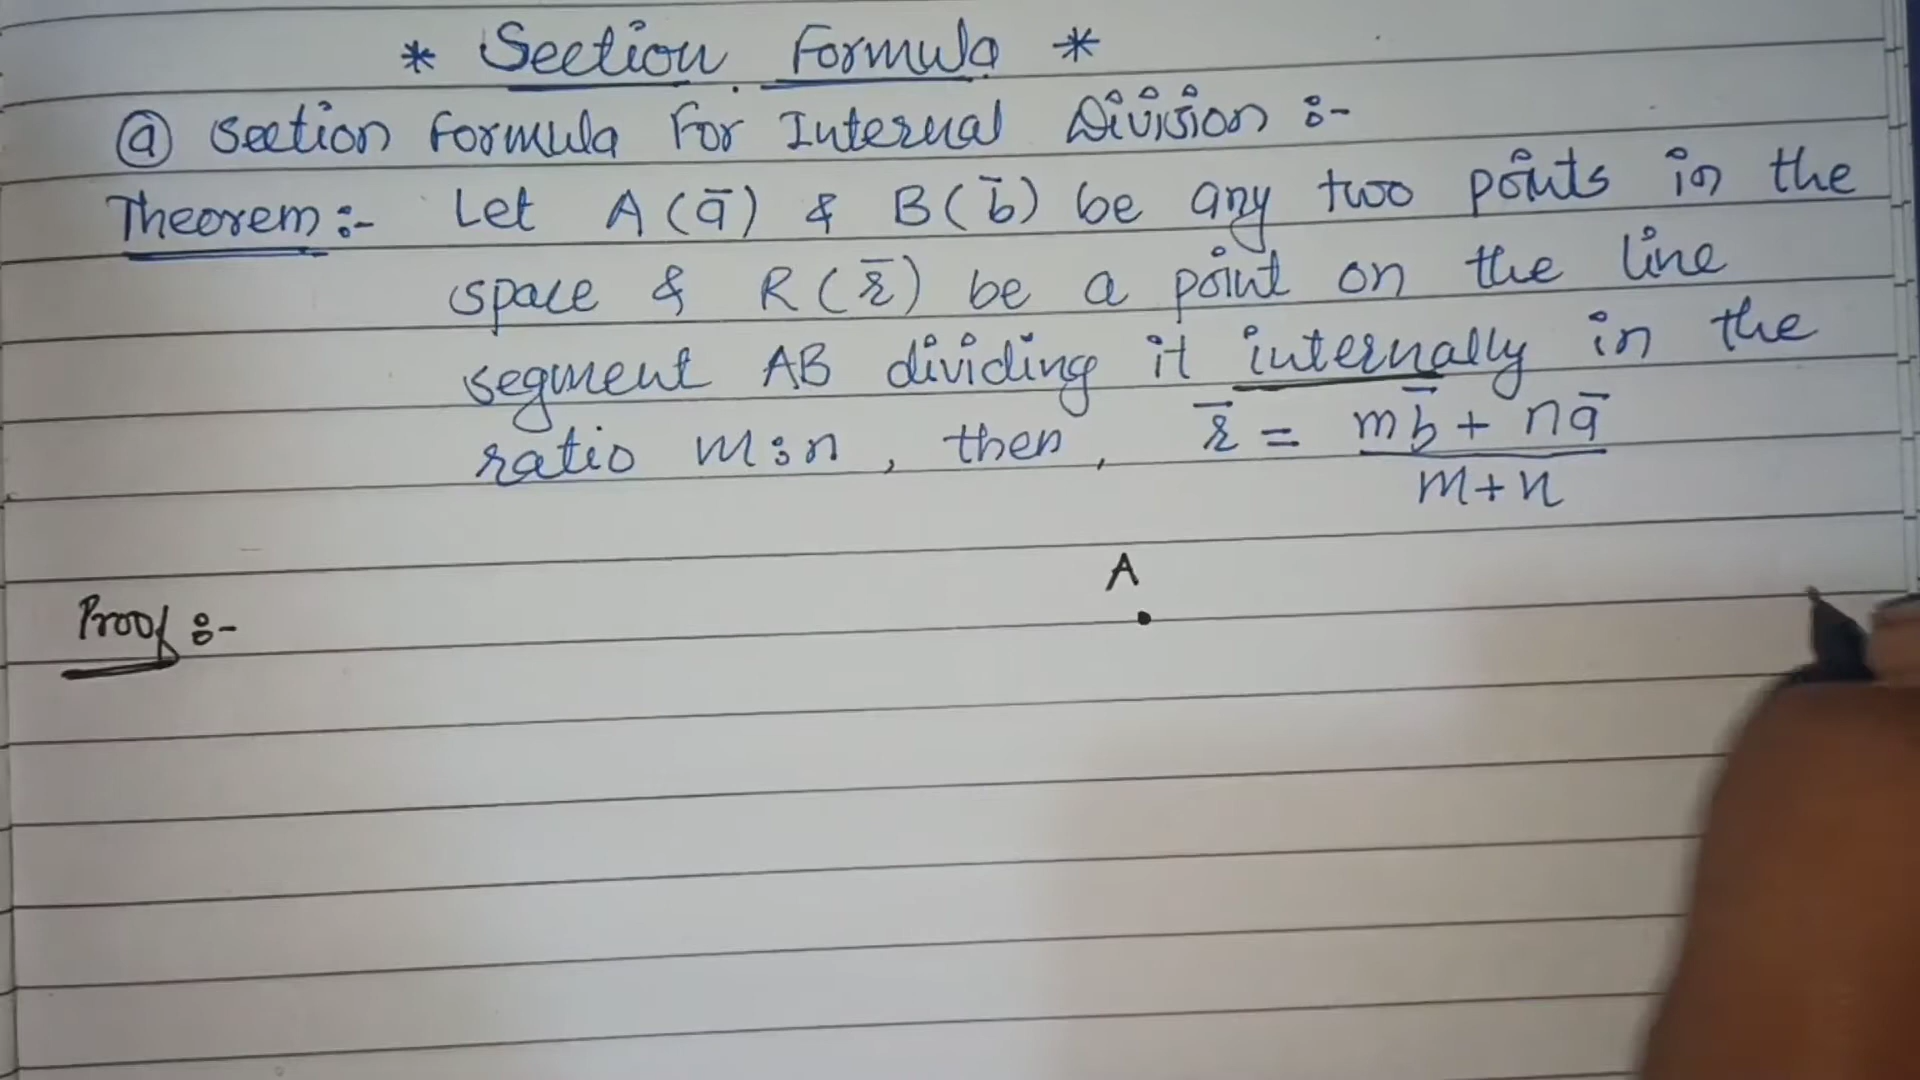 * Section Formula *
ⓐ Section Formula For Internal Division :-
Theorem :- Let A(ā) & B(b̄) be any two points in the
space & R(r̄) be a point on the line
segment AB dividing it internally in the
ratio m:n, then, r̄ = mb̄ + nā / m+n
A
Proof :-